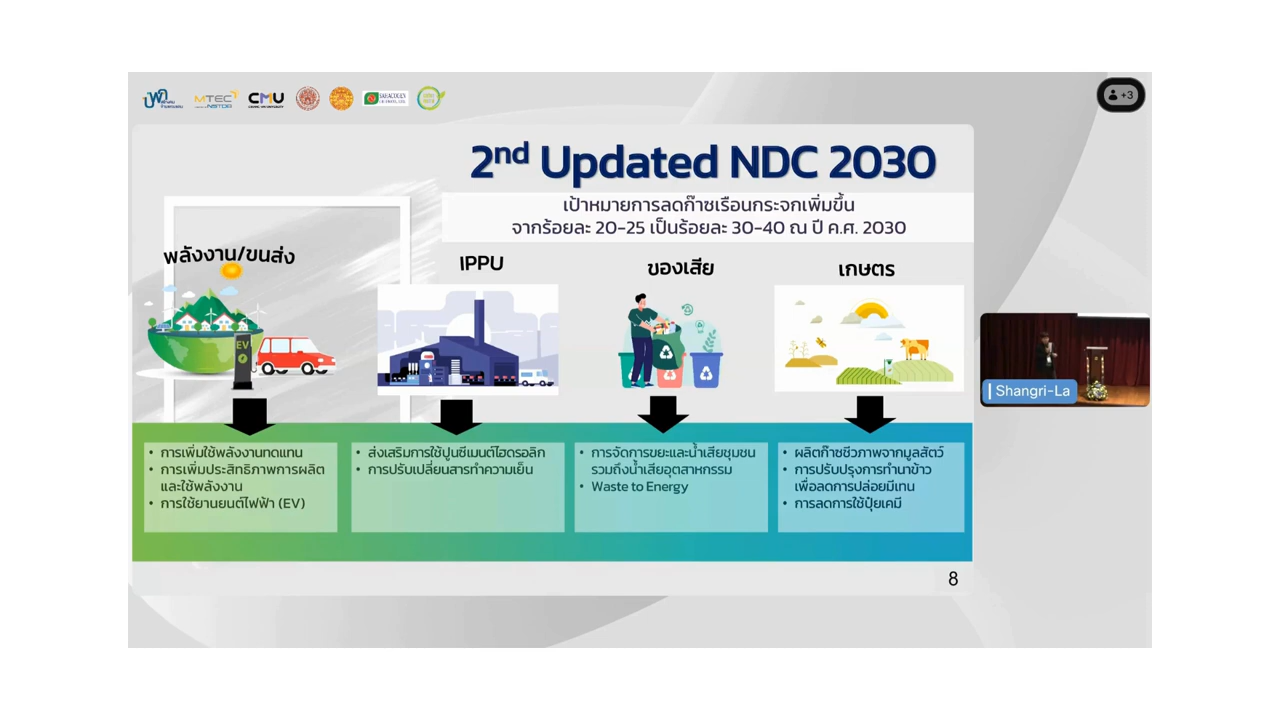 MTEC
NSTDA
CMU
+3
2nd Updated NDC 2030
เป้าหมายการลดก๊าซเรือนกระจกเพิ่มขึ้น
จากร้อยละ 20-25 เป็นร้อยละ 30-40 ณ ปี ค.ศ. 2030
พลังงาน/ขนส่ง
IPPU
ของเสีย
เกษตร
EV
Shangri-La
• การเพิ่มใช้พลังงานทดแทน
• การเพิ่มประสิทธิภาพการผลิต
และใช้พลังงาน
• การใช้ยานยนต์ไฟฟ้า (EV)
• ส่งเสริมการใช้ปูนซีเมนต์ไฮดรอลิก
• การปรับเปลี่ยนสารทำความเย็น
• การจัดการขยะและน้ำเสียชุมชน
รวมถึงน้ำเสียอุตสาหกรรม
• Waste to Energy
• ผลิตก๊าซชีวภาพจากมูลสัตว์
• การปรับปรุงการทำนาข้าว
เพื่อลดการปล่อยมีเทน
• การลดการใช้ปุ๋ยเคมี
8